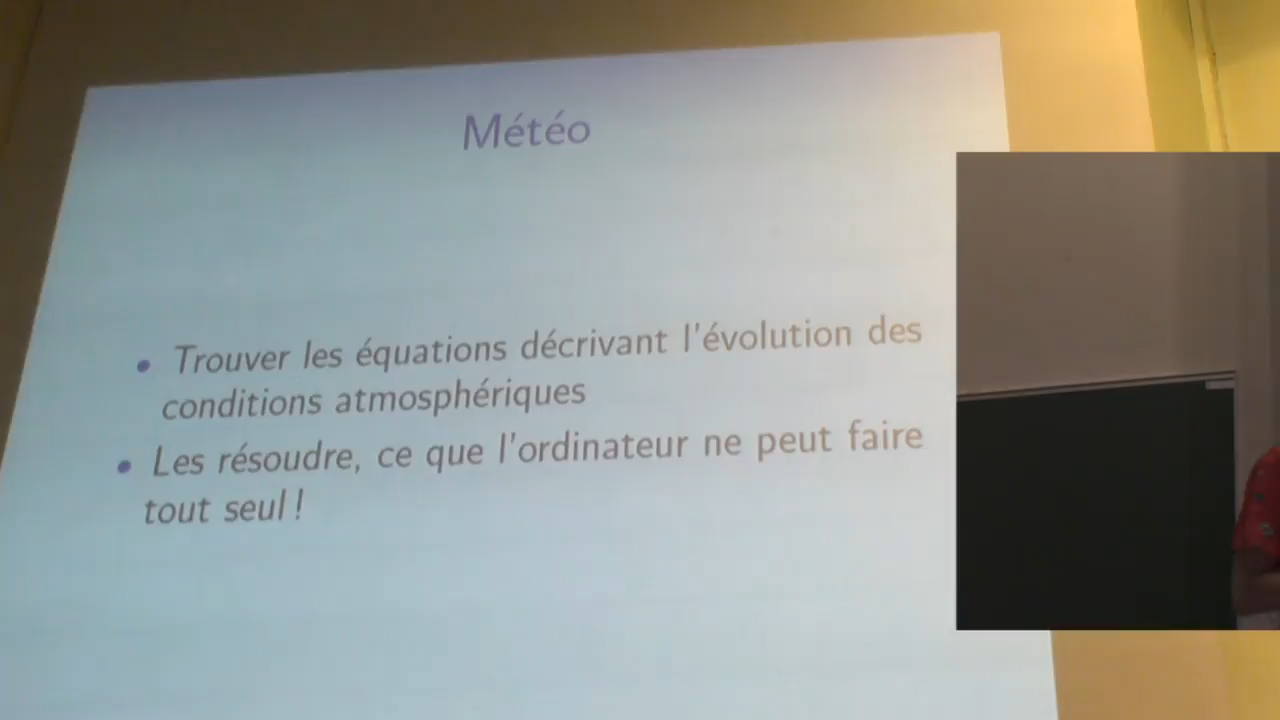 Météo
• Trouver les équations décrivant l'évolution des
conditions atmosphériques
• Les résoudre, ce que l'ordinateur ne peut faire
tout seul !